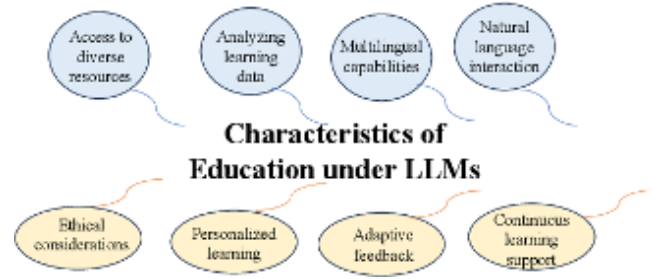 Access to
diverse
resources
Analyzing
learning
data
Multilingual
capabilities
Natural
language
interaction
Characteristics of
Education under LLMs
Ethical
considerations
Personalized
learning
Adaptive
feedback
Continuous
learning
support